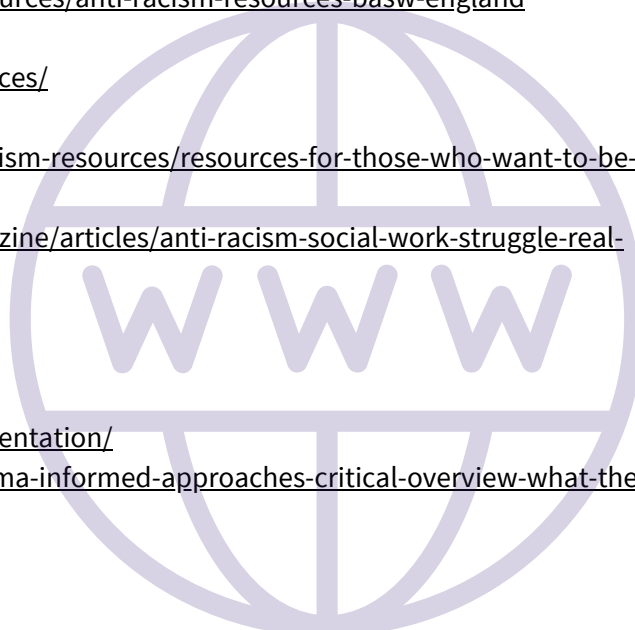 urces/anti-racism-resources-basw-england
ces/
ism-resources/resources-for-those-who-want-to-be-
zine/articles/anti-racism-social-work-struggle-real-
W W W
entation/
ma-informed-approaches-critical-overview-what-the